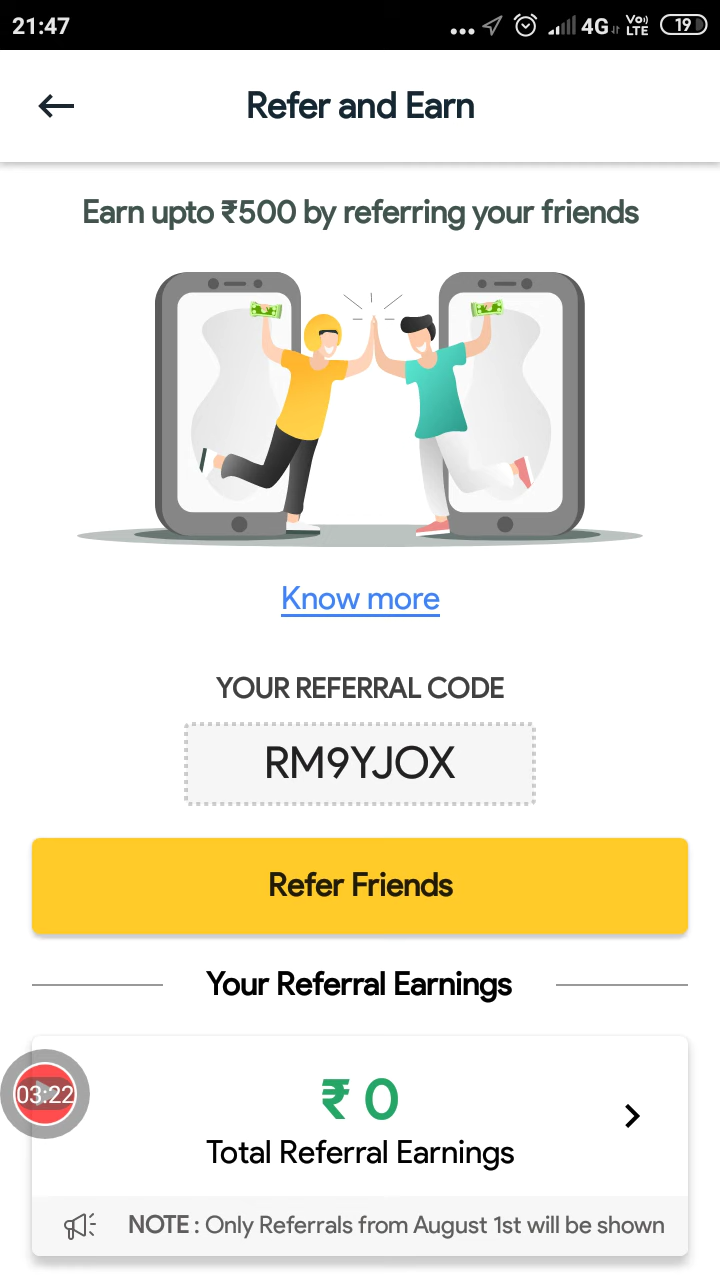 21:47
4G VoLTE 19
Refer and Earn
Earn upto ₹500 by referring your friends
Know more
YOUR REFERRAL CODE
RM9YJOX
Refer Friends
Your Referral Earnings
₹ 0
03:22
Total Referral Earnings
NOTE : Only Referrals from August 1st will be shown